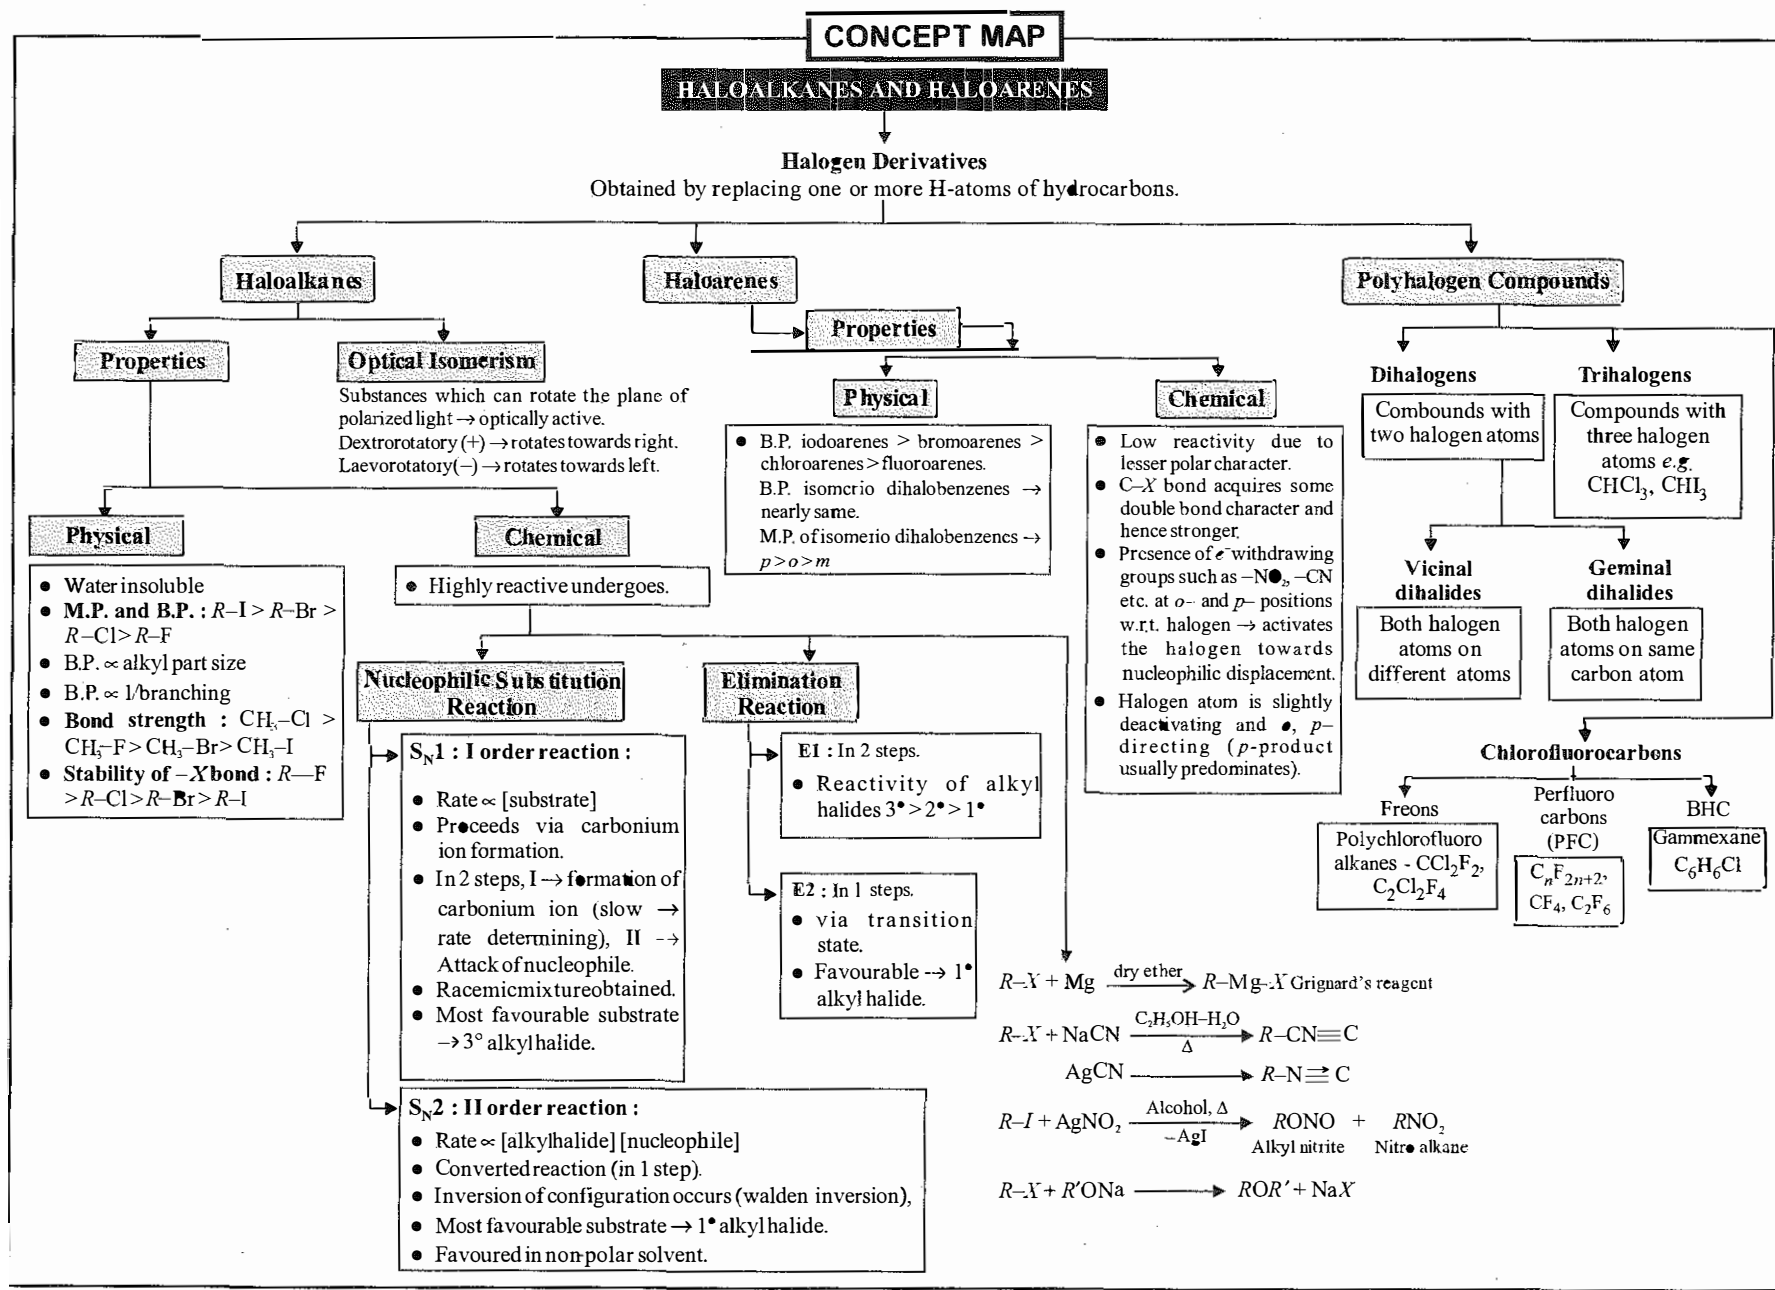 CONCEPT MAP
HALOALKANES AND HALOARENES
Halogen Derivatives
Obtained by replacing one or more H-atoms of hydrocarbons.
Haloalkanes
Properties
Optical Isomerism
Substances which can rotate the plane of
polarized light → optically active.
Dextrorotatory (+) → rotates towards right.
Laevorotatory(–) → rotates towards left.
Physical
• Water insoluble
• M.P. and B.P. : R–I > R–Br >
R–Cl > R–F
• B.P. ∝ alkyl part size
• B.P. ∝ 1/branching
• Bond strength : CH₃–Cl >
CH₃–F > CH₃–Br > CH₃–I
• Stability of –X bond : R—F
> R–Cl > R–Br > R–I
Chemical
• Highly reactive undergoes.
Nucleophilic Substitution
Reaction
S_N1 : I order reaction :
• Rate ∝ [substrate]
• Proceeds via carbonium
ion formation.
• In 2 steps, I → formation of
carbonium ion (slow →
rate determining), II →
Attack of nucleophile.
• Racemic mixture obtained.
• Most favourable substrate
→ 3° alkyl halide.
S_N2 : II order reaction :
• Rate ∝ [alkylhalide] [nucleophile]
• Converted reaction (in 1 step).
• Inversion of configuration occurs (walden inversion),
• Most favourable substrate → 1° alkyl halide.
• Favoured in non-polar solvent.
Elimination
Reaction
E1 : In 2 steps.
• Reactivity of alkyl
halides 3° > 2° > 1°
E2 : In 1 steps.
• via transition
state.
• Favourable → 1°
alkyl halide.
R–X + Mg dry ether → R–Mg–X Grignard's reagent
R–X + NaCN C₂H₅OH–H₂O Δ → R–CN≡C
AgCN → R–N⇉C
R–I + AgNO₂ Alcohol, Δ –AgI → RONO + RNO₂
Alkyl nitrite Nitro alkane
R–X + R'ONa → ROR' + NaX
Haloarenes
Properties
Physical
• B.P. iodoarenes > bromoarenes >
chloroarenes > fluoroarenes.
B.P. isomerio dihalobenzenes →
nearly same.
M.P. of isomerio dihalobenzencs →
p > o > m
Chemical
• Low reactivity due to
lesser polar character.
• C–X bond acquires some
double bond character and
hence stronger.
• Presence of e⁻ withdrawing
groups such as –NO₂, –CN
etc. at o– and p– positions
w.r.t. halogen → activates
the halogen towards
nucleophilic displacement.
• Halogen atom is slightly
deactivating and o, p–
directing (p-product
usually predominates).
Polyhalogen Compounds
Dihalogens
Combounds with
two halogen atoms
Vicinal
dihalides
Both halogen
atoms on
different atoms
Geminal
dihalides
Both halogen
atoms on same
carbon atom
Trihalogens
Compounds with
three halogen
atoms e.g.
CHCl₃, CHI₃
Chlorofluorocarbons
Freons
Polychlorofluoro
alkanes - CCl₂F₂,
C₂Cl₂F₄
Perfluoro
carbons
(PFC)
CₙF₂ₙ₊₂,
CF₄, C₂F₆
BHC
Gammexane
C₆H₆Cl